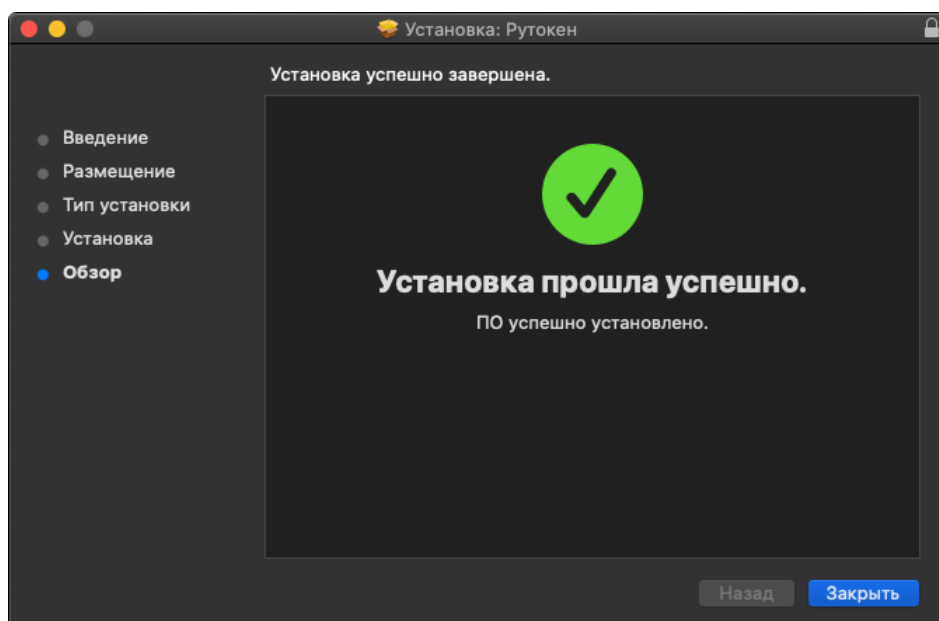 Установка: Рутокен
Установка успешно завершена.
Введение
Размещение
Тип установки
Установка
Обзор
Установка прошла успешно.
ПО успешно установлено.
Назад
Закрыть